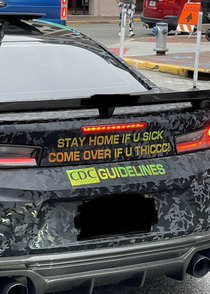 STAY HOME IF U SICK
COME OVER IF U THICCC!
CDC GUIDELINES